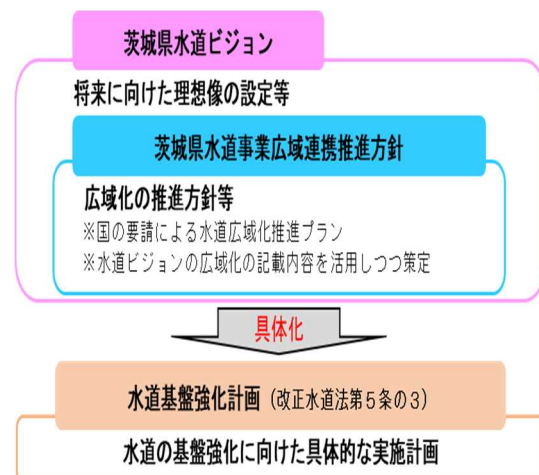 茨城県水道ビジョン
将来に向けた理想像の設定等
茨城県水道事業広域連携推進方針
広域化の推進方針等
※国の要請による水道広域化推進プラン
※水道ビジョンの広域化の記載内容を活用しつつ策定
具体化
水道基盤強化計画（改正水道法第５条の３）
水道の基盤強化に向けた具体的な実施計画